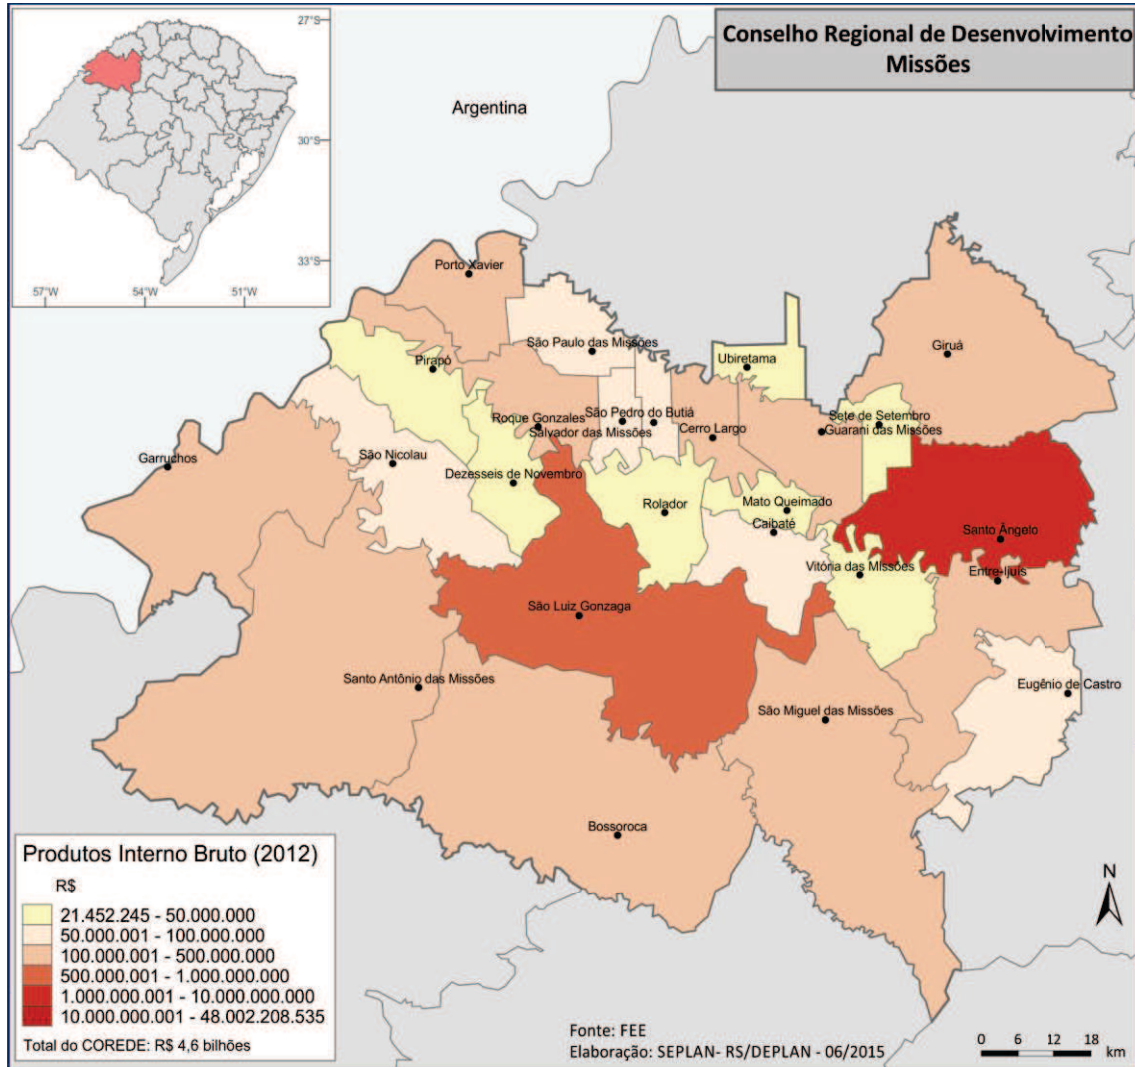 Conselho Regional de Desenvolvimento
Missões
27°S
30°S
33°S
57°W
54°W
51°W
Argentina
Porto Xavier
São Paulo das Missões
Pirapó
Ubiretama
Giruá
Roque Gonzales
São Pedro do Butiá
Salvador das Missões
Cerro Largo
Sete de Setembro
Guarani das Missões
Garruchos
São Nicolau
Dezesseis de Novembro
Rolador
Mato Queimado
Caibaté
Santo Ângelo
Vitória das Missões
Entre-Ijuís
São Luiz Gonzaga
Santo Antônio das Missões
São Miguel das Missões
Eugênio de Castro
Bossoroca
Produtos Interno Bruto (2012)
R$
21.452.245 - 50.000.000
50.000.001 - 100.000.000
100.000.001 - 500.000.000
500.000.001 - 1.000.000.000
1.000.000.001 - 10.000.000.000
10.000.000.001 - 48.002.208.535
Total do COREDE: R$ 4,6 bilhões
Fonte: FEE
Elaboração: SEPLAN- RS/DEPLAN - 06/2015
N
0 6 12 18
km